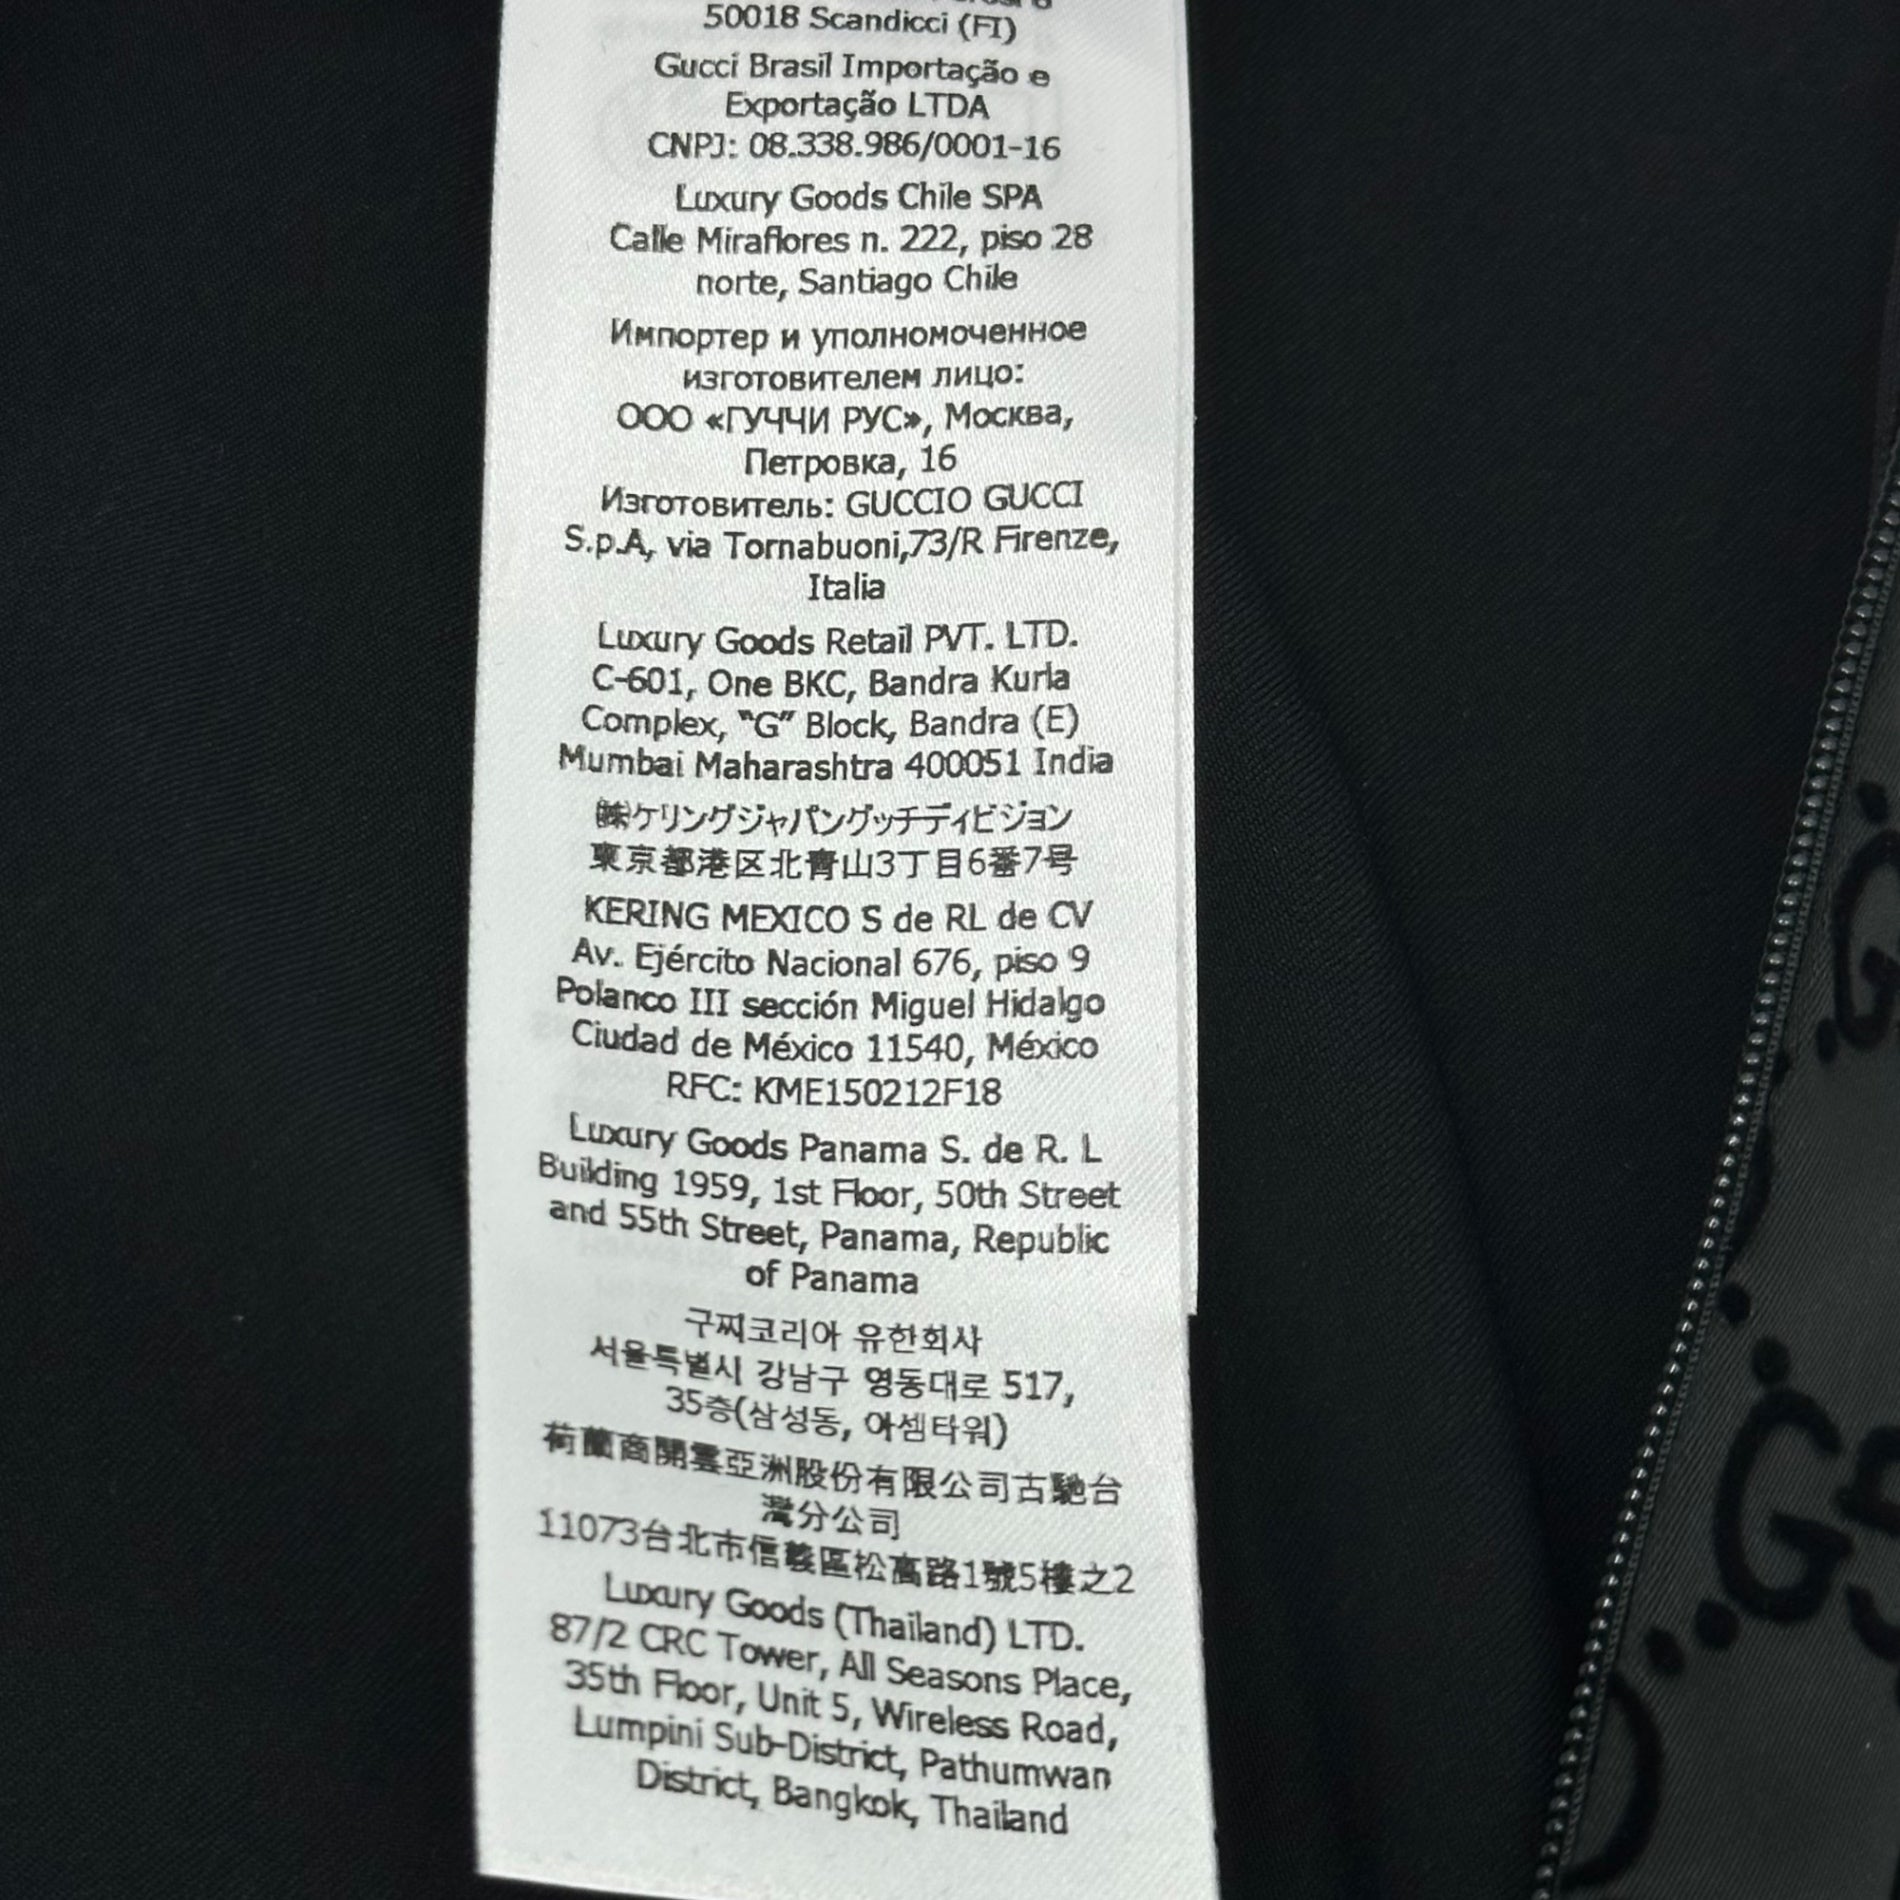 50018 Scandicci (FI)
Gucci Brasil Importação e
Exportação LTDA
CNPJ: 08.338.986/0001-16
Luxury Goods Chile SPA
Calle Miraflores n. 222, piso 28
norte, Santiago Chile
Импортер и уполномоченное
изготовителем лицо:
ООО «ГУЧЧИ РУС», Москва,
Петровка, 16
Изготовитель: GUCCIO GUCCI
S.p.A, via Tornabuoni,73/R Firenze,
Italia
Luxury Goods Retail PVT. LTD.
C-601, One BKC, Bandra Kurla
Complex, "G" Block, Bandra (E)
Mumbai Maharashtra 400051 India
㈱ケリングジャパングッチディビジョン
東京都港区北青山3丁目6番7号
KERING MEXICO S de RL de CV
Av. Ejército Nacional 676, piso 9
Polanco III sección Miguel Hidalgo
Ciudad de México 11540, México
RFC: KME150212F18
Luxury Goods Panama S. de R. L
Building 1959, 1st Floor, 50th Street
and 55th Street, Panama, Republic
of Panama
구찌코리아 유한회사
서울특별시 강남구 영동대로 517,
35층(삼성동, 아셈타워)
荷蘭商開雲亞洲股份有限公司古馳台
灣分公司
11073台北市信義區松高路1號5樓之2
Luxury Goods (Thailand) LTD.
87/2 CRC Tower, All Seasons Place,
35th Floor, Unit 5, Wireless Road,
Lumpini Sub-District, Pathumwan
District, Bangkok, Thailand